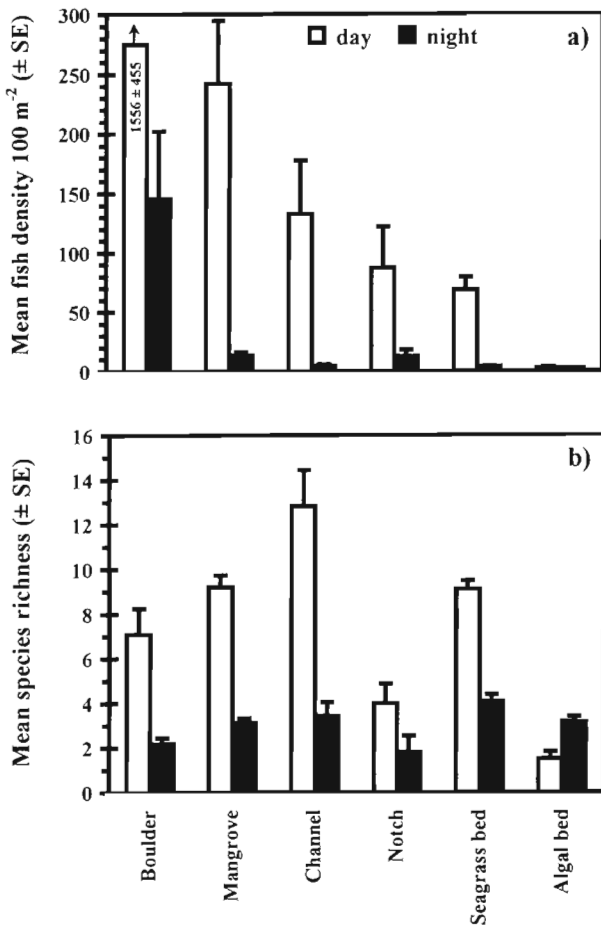 Mean fish density 100 m⁻² (± SE)
300
250
200
150
100
50
0
1556 ± 455
day
night
a)
Mean species richness (± SE)
16
14
12
10
8
6
4
2
0
b)
Boulder
Mangrove
Channel
Notch
Seagrass bed
Algal bed